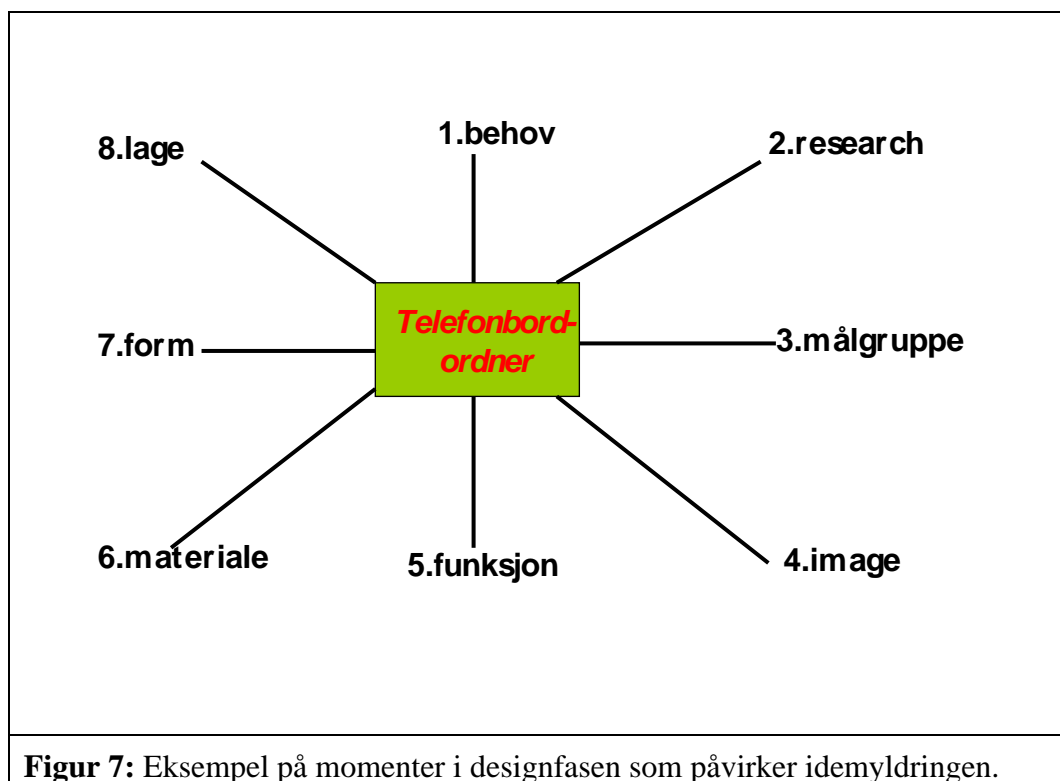 1.behov
2.research
3.målgruppe
4.image
5.funksjon
6.materiale
7.form
8.lage
Telefonbord-
ordner
Figur 7: Eksempel på momenter i designfasen som påvirker idemyldringen.